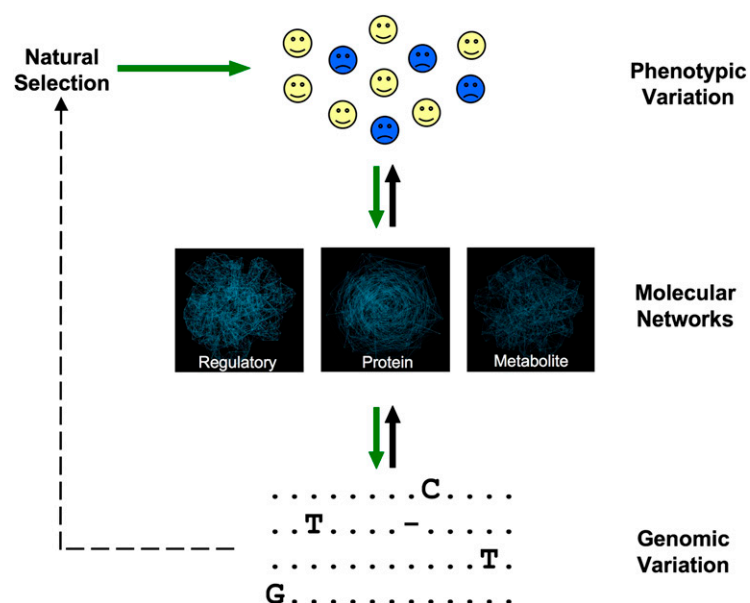 Natural
Selection
Phenotypic
Variation
Regulatory
Protein
Metabolite
Molecular
Networks
. . . . . . . . C . . . .
. . T . . . . – . . . . .
. . . . . . . . . . . T .
G . . . . . . . . . . . .
Genomic
Variation